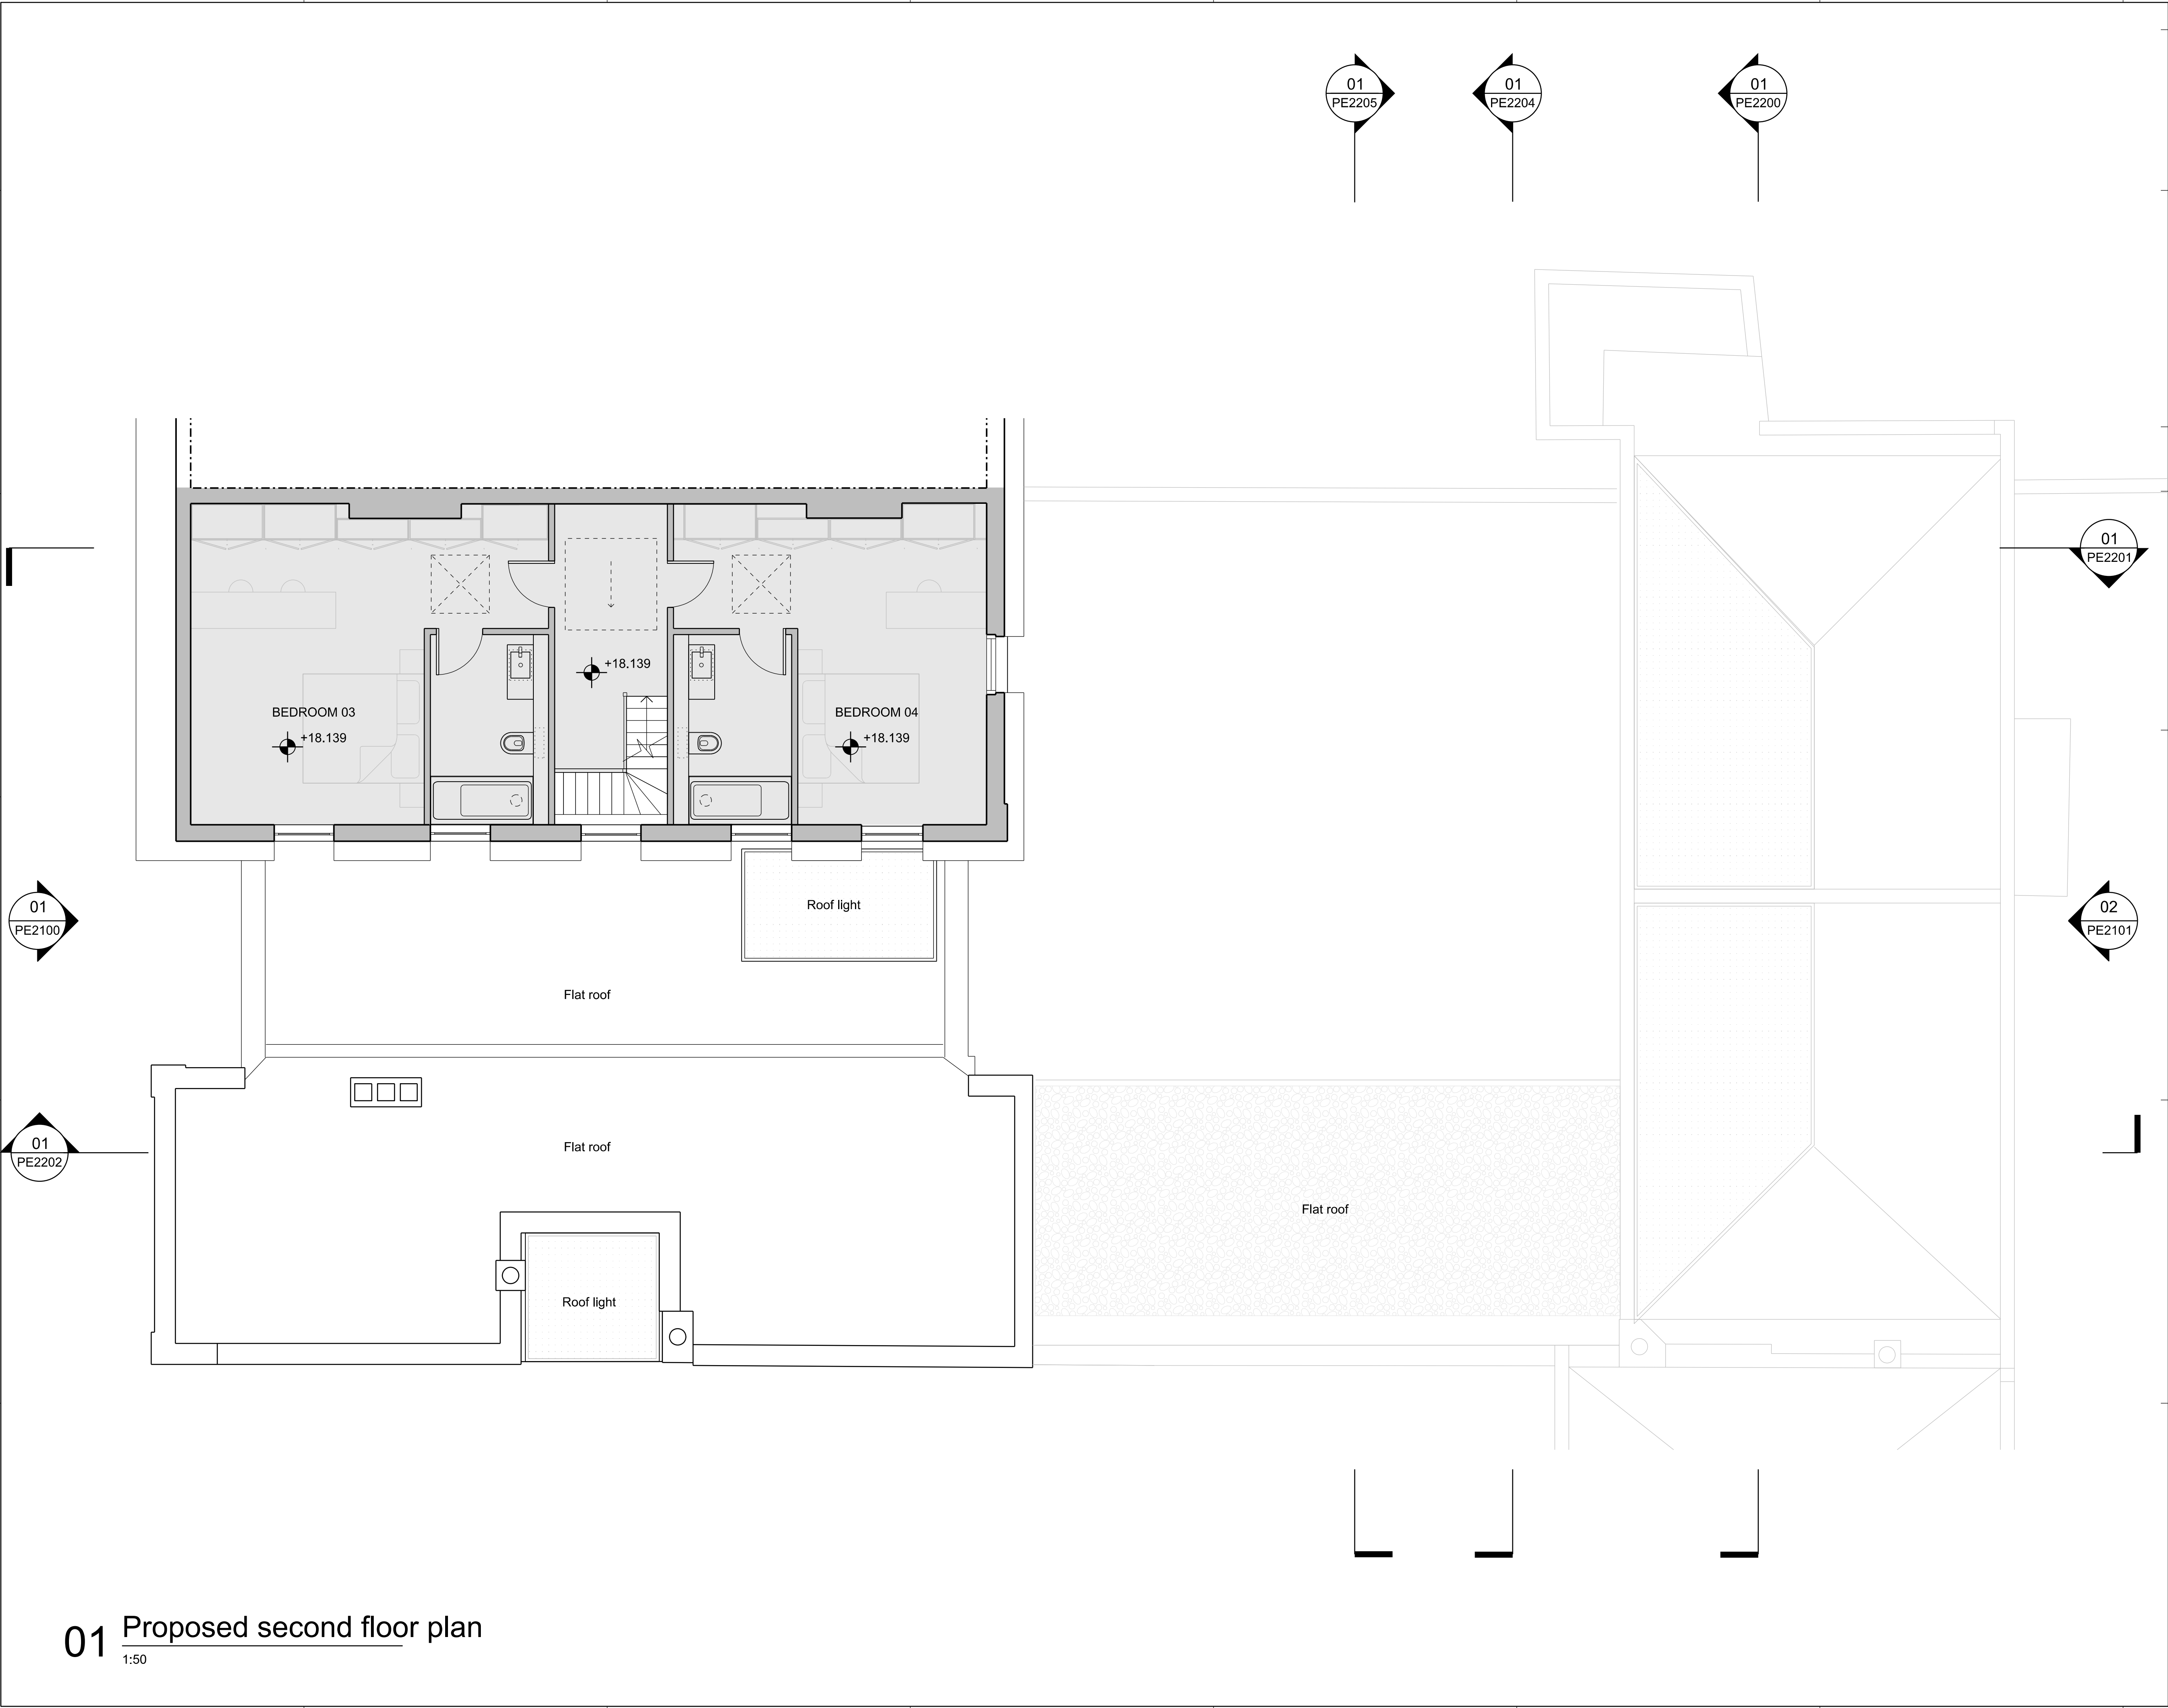 01
PE2205
01
PE2204
01
PE2200
01
PE2201
+18.139
BEDROOM 03
+18.139
BEDROOM 04
+18.139
01
PE2100
Roof light
02
PE2101
Flat roof
01
PE2202
Flat roof
Flat roof
Roof light
01 Proposed second floor plan
1:50